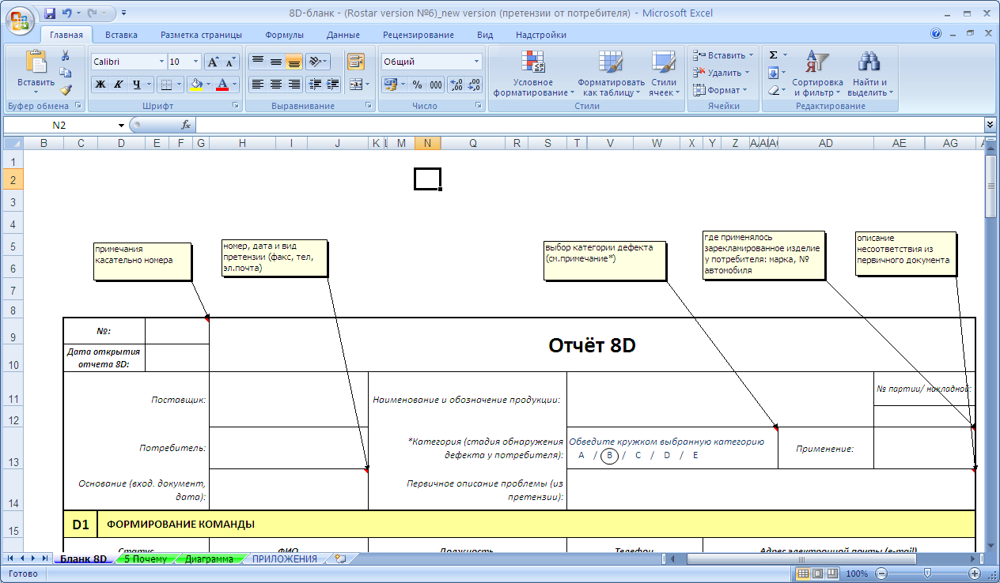 8D-бланк - (Rostar version №6)_new version (претензии от потребителя) - Microsoft Excel
Главная Вставка Разметка страницы Формулы Данные Рецензирование Вид Надстройки
Calibri 10 Общий
Вставить
Ж К Ч
% 000
Условное форматирование
Форматировать как таблицу
Стили ячеек
Вставить
Удалить
Формат
Сортировка и фильтр
Найти и выделить
Буфер обмена Шрифт Выравнивание Число Стили Ячейки Редактирование
N2 fx
B C D E F G H I J K L M N Q R S T V W X Y Z AD AE AG
1
2
3
4
5
6
7
8
9
10
11
12
13
14
15
примечания
касательно номера
номер, дата и вид
претензии (факс, тел,
эл.почта)
выбор категории дефекта
(см.примечание*)
где применялось
зарекламированное изделие
у потребителя: марка, №
автомобиля
описание
несоответствия из
первичного документа
№:
Дата открытия
отчета 8D:
Отчёт 8D
Поставщик:
Наименование и обозначение продукции:
№ партии/ накладной:
Потребитель:
*Категория (стадия обнаружения
дефекта у потребителя):
Обведите кружком выбранную категорию
A / B / C / D / E
Применение:
Основание (вход. документ,
дата):
Первичное описание проблемы (из
претензии):
D1 ФОРМИРОВАНИЕ КОМАНДЫ
Статус ФИО Должность Телефон Адрес электронной почты (e-mail)
Бланк 8D 5 Почему Диаграмма ПРИЛОЖЕНИЯ
Готово 100%